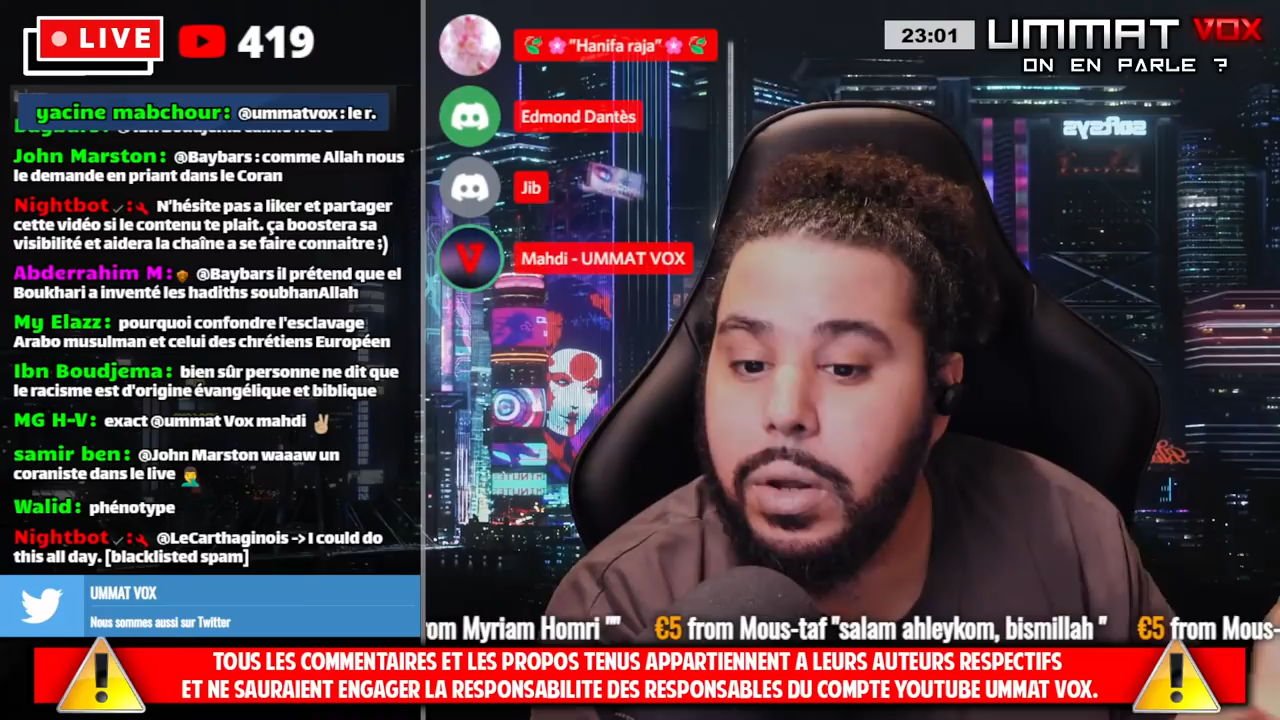 LIVE
419
yacine mabchour: @ummatvox : le r.
John Marston: @Baybars : comme Allah nous
le demande en priant dans le Coran
Nightbot: N'hésite pas a liker et partager
cette vidéo si le contenu te plait. ça boostera sa
visibilité et aidera la chaîne a se faire connaitre ;)
Abderrahim M: @Baybars il prétend que el
Boukhari a inventé les hadiths soubhanAllah
My Elazz: pourquoi confondre l'esclavage
Arabo musulman et celui des chrétiens Européen
Ibn Boudjema: bien sûr personne ne dit que
le racisme est d'origine évangélique et biblique
MG H-V: exact @ummat Vox mahdi ✌🏻
samir ben: @John Marston waaaw un
coraniste dans le live 🤦‍♂️
Walid: phénotype
Nightbot: @LeCarthaginois -> I could do
this all day. [blacklisted spam]
UMMAT VOX
Nous sommes aussi sur Twitter
"Hanifa raja"
Edmond Dantès
Jib
Mahdi - UMMAT VOX
23:01
UMMAT VOX
ON EN PARLE ?
om Myriam Homri "" €5 from Mous-taf "salam ahleykom, bismillah " €5 from Mous-
TOUS LES COMMENTAIRES ET LES PROPOS TENUS APPARTIENNENT A LEURS AUTEURS RESPECTIFS
ET NE SAURAIENT ENGAGER LA RESPONSABILITE DES RESPONSABLES DU COMPTE YOUTUBE UMMAT VOX.